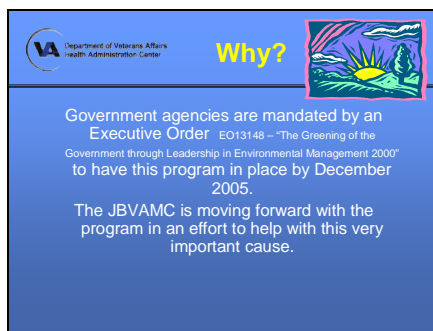 VA
Department of Veterans Affairs
Health Administration Center
Why?
Government agencies are mandated by an
Executive Order EO13148 – "The Greening of the
Government through Leadership in Environmental Management 2000"
to have this program in place by December
2005.
The JBVAMC is moving forward with the
program in an effort to help with this very
important cause.